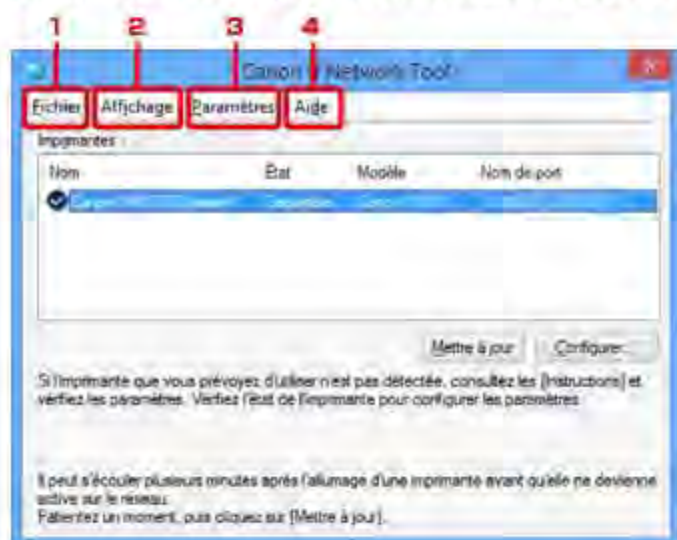 1 2 3 4
Canon IJ Network Tool
Fichier Affichage Paramètres Aide
Imprimantes :
Nom État Modèle Nom de port
Mettre à jour Configurer...
Si l'imprimante que vous prévoyez d'utiliser n'est pas détectée, consultez les [Instructions] et
vérifiez les paramètres. Vérifiez l'état de l'imprimante pour configurer les paramètres.
Il peut s'écouler plusieurs minutes après l'allumage d'une imprimante avant qu'elle ne devienne
active sur le réseau.
Patientez un moment, puis cliquez sur [Mettre à jour].